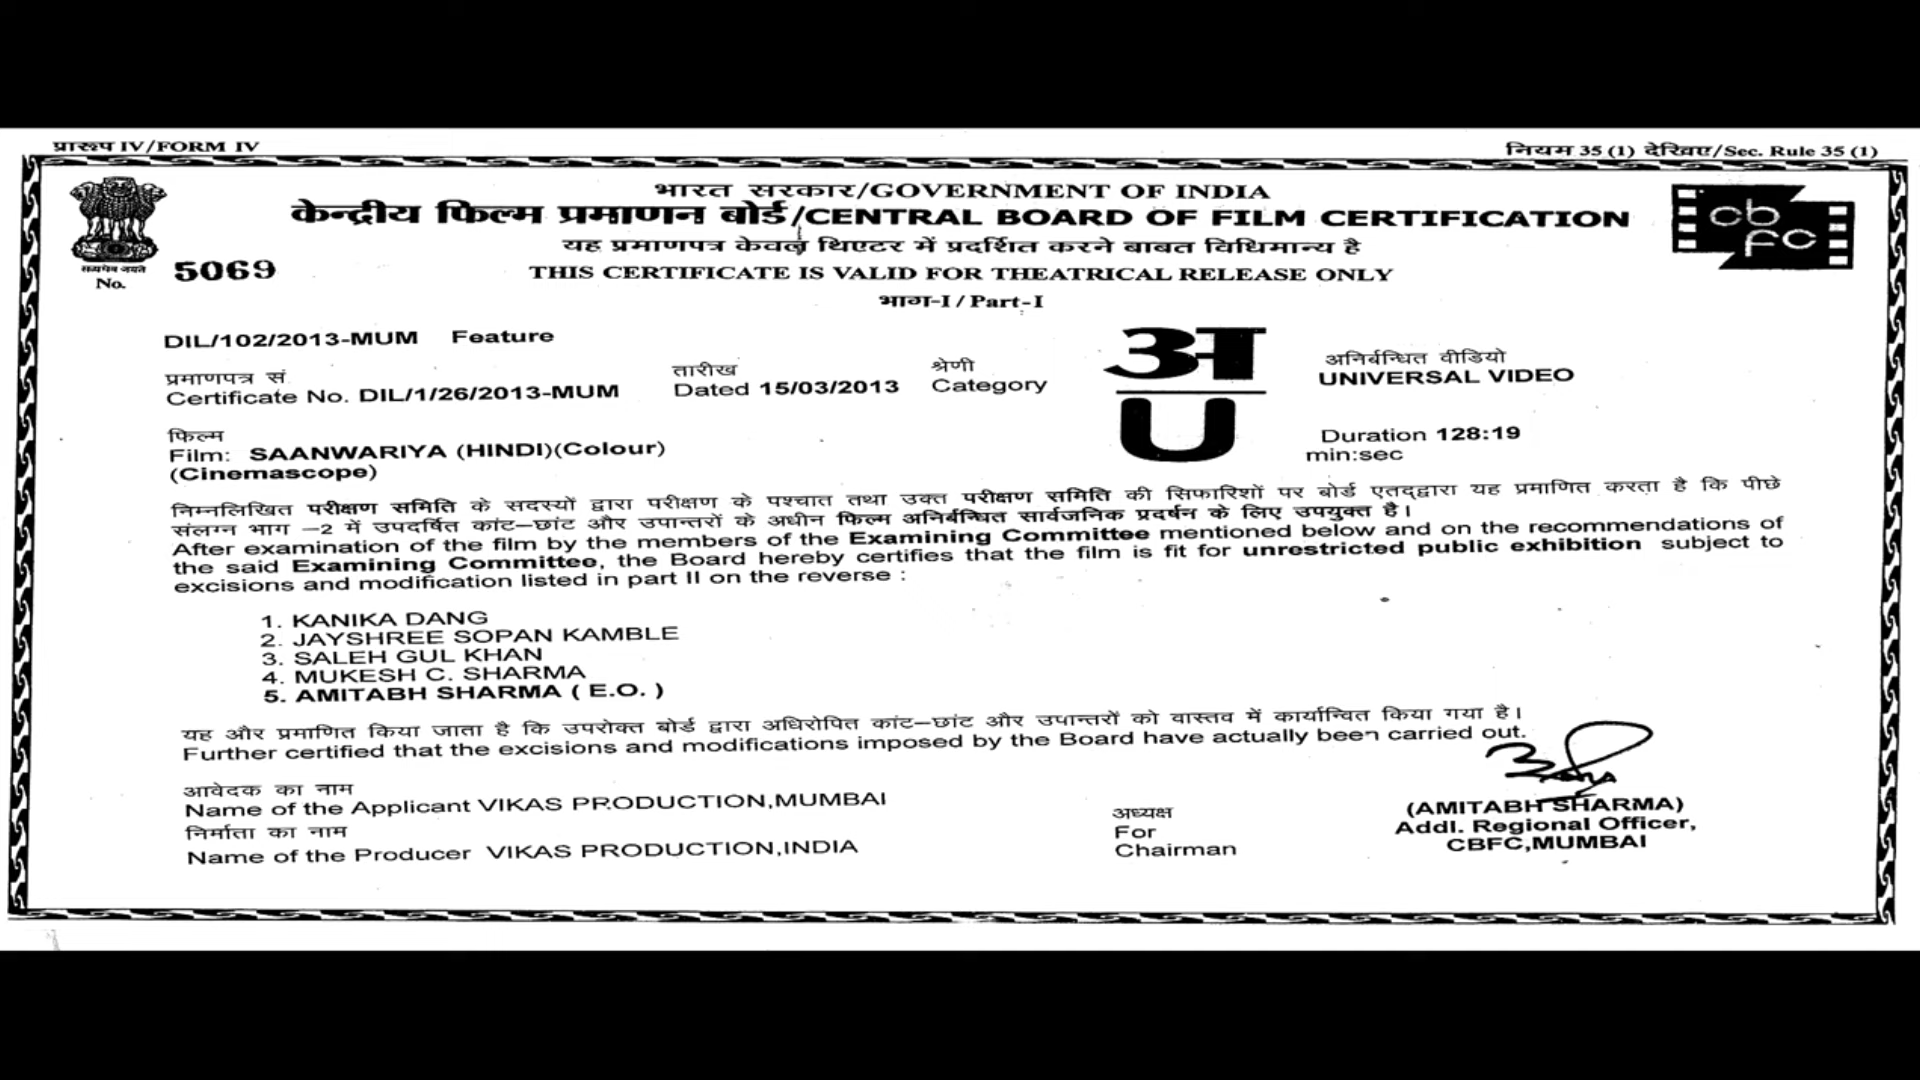 प्रारूप IV/FORM IV
नियम 35 (1) देखिए/Sec. Rule 35 (1)
भारत सरकार/GOVERNMENT OF INDIA
केन्द्रीय फिल्म प्रमाणन बोर्ड/CENTRAL BOARD OF FILM CERTIFICATION
cb
fc
यह प्रमाणपत्र केवल थिएटर में प्रदर्शित करने बाबत विधिमान्य है
सत्यमेव जयते
No. 5069
THIS CERTIFICATE IS VALID FOR THEATRICAL RELEASE ONLY
भाग-I / Part-I
DIL/102/2013-MUM Feature
प्रमाणपत्र सं. तारीख श्रेणी अ अनिर्बन्धित वीडियो
Certificate No. DIL/1/26/2013-MUM Dated 15/03/2013 Category U UNIVERSAL VIDEO
फिल्म
Film: SAANWARIYA (HINDI)(Colour) Duration 128:19
(Cinemascope) min:sec
निम्नलिखित परीक्षण समिति के सदस्यों द्वारा परीक्षण के पश्चात तथा उक्त परीक्षण समिति की सिफारिशों पर बोर्ड एतद्द्वारा यह प्रमाणित करता है कि पीछे
संलग्न भाग –2 में उपदर्षित कांट–छांट और उपान्तरों के अधीन फिल्म अनिर्बन्धित सार्वजनिक प्रदर्षन के लिए उपयुक्त है।
After examination of the film by the members of the Examining Committee mentioned below and on the recommendations of
the said Examining Committee, the Board hereby certifies that the film is fit for unrestricted public exhibition subject to
excisions and modification listed in part II on the reverse :
1. KANIKA DANG
2. JAYSHREE SOPAN KAMBLE
3. SALEH GUL KHAN
4. MUKESH C. SHARMA
5. AMITABH SHARMA ( E.O. )
यह और प्रमाणित किया जाता है कि उपरोक्त बोर्ड द्वारा अधिरोपित कांट–छांट और उपान्तरों को वास्तव में कार्यान्वित किया गया है।
Further certified that the excisions and modifications imposed by the Board have actually been carried out.
आवेदक का नाम
Name of the Applicant VIKAS PRODUCTION,MUMBAI
निर्माता का नाम
Name of the Producer VIKAS PRODUCTION,INDIA
अध्यक्ष
For
Chairman
(AMITABH SHARMA)
Addl. Regional Officer,
CBFC,MUMBAI